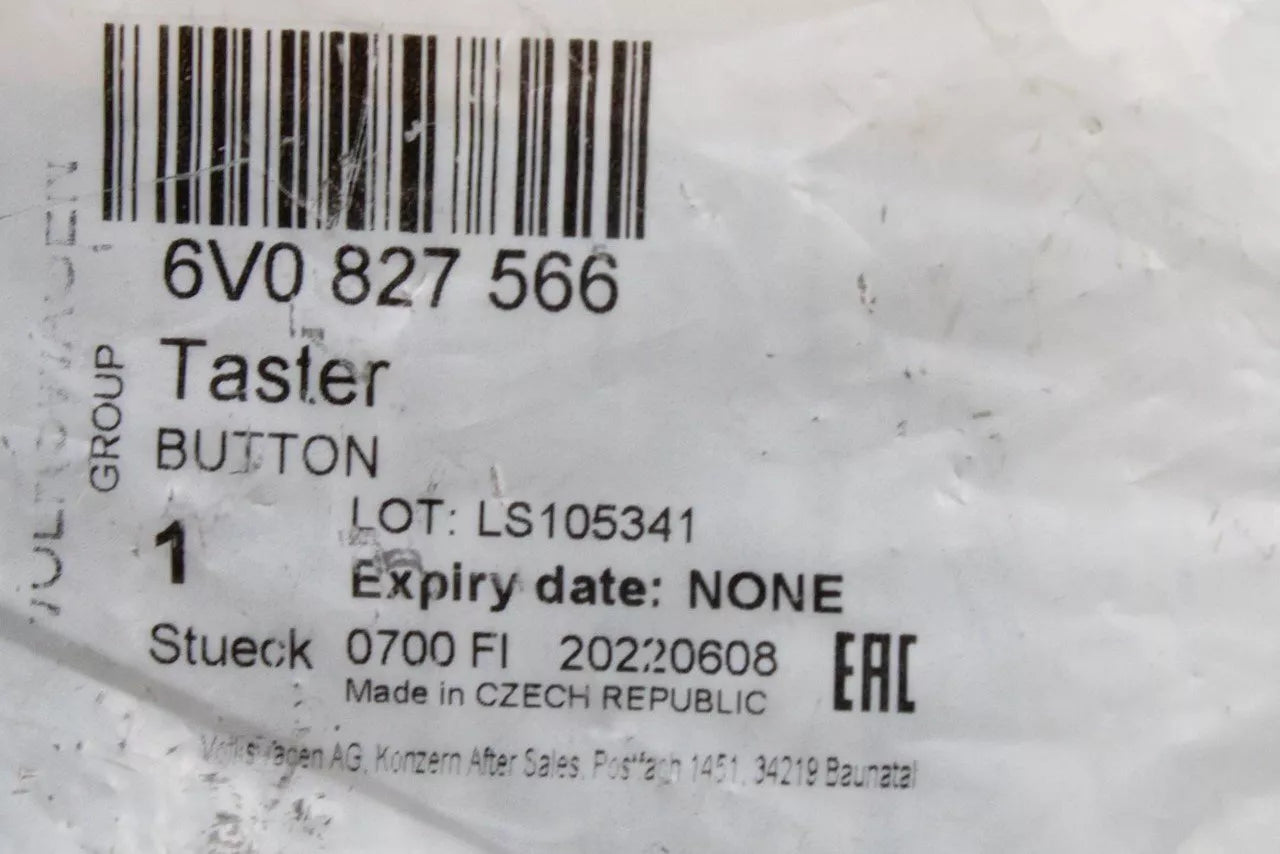 6V0 827 566
Taster
BUTTON
LOT: LS105341
1
Expiry date: NONE
Stueck 0700 FI 20220608
EAC
Made in CZECH REPUBLIC
Volkswagen AG, Konzern After Sales, Postfach 1451, 34219 Baunatal
VOLKSWAGEN
GROUP